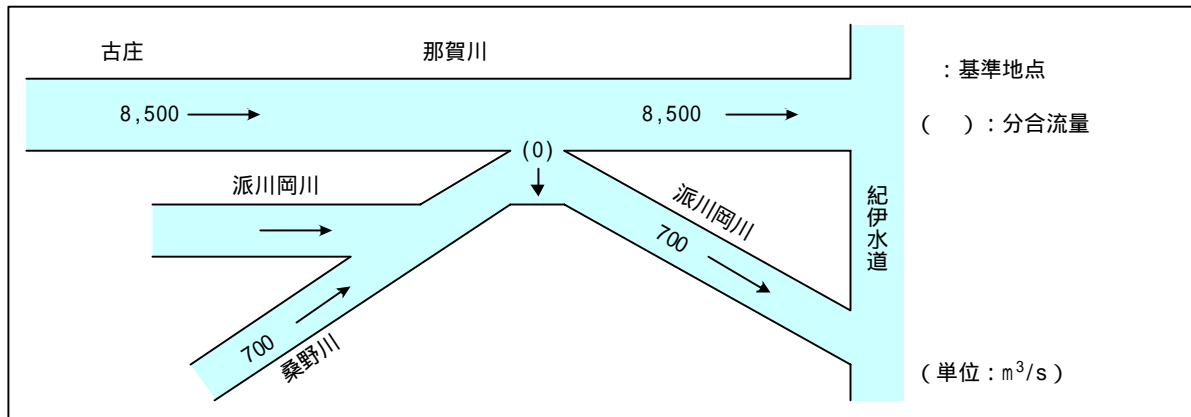 古庄
那賀川
:基準地点
8,500
8,500
( ):分合流量
(0)
派川岡川
派川岡川
700
紀伊水道
700
桑野川
(単位:m³/s)